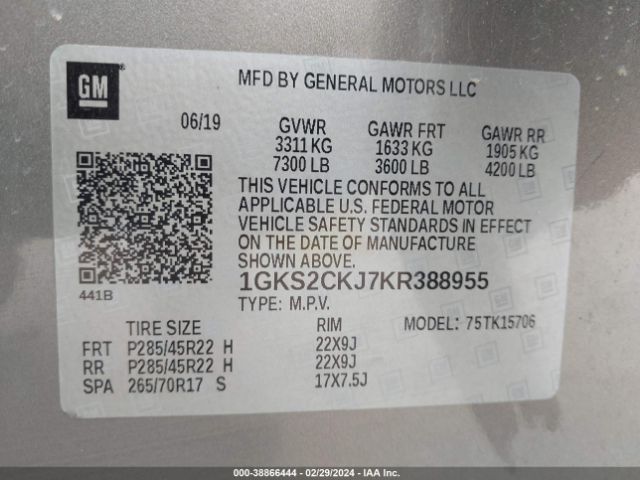 GM
MFD BY GENERAL MOTORS LLC
06/19 GVWR GAWR FRT GAWR RR
3311 KG 1633 KG 1905 KG
7300 LB 3600 LB 4200 LB
THIS VEHICLE CONFORMS TO ALL
APPLICABLE U.S. FEDERAL MOTOR
VEHICLE SAFETY STANDARDS IN EFFECT
ON THE DATE OF MANUFACTURE
SHOWN ABOVE.
441B
1GKS2CKJ7KR388955
TYPE: M.P.V.
TIRE SIZE RIM MODEL: 75TK15706
FRT P285/45R22 H 22X9J
RR P285/45R22 H 22X9J
SPA 265/70R17 S 17X7.5J
000-38866444 / 02/29/2024 - IAA Holdings, LLC.